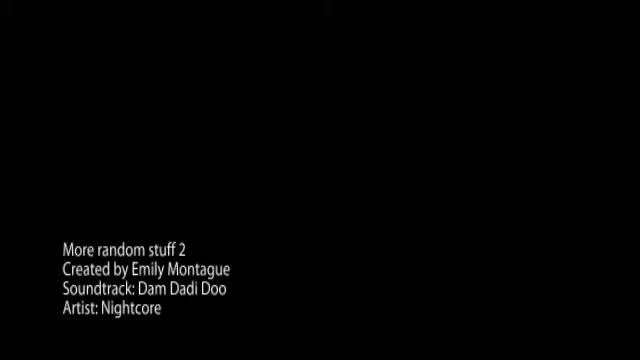 More random stuff 2
Created by Emily Montague
Soundtrack: Dam Dadi Doo
Artist: Nightcore